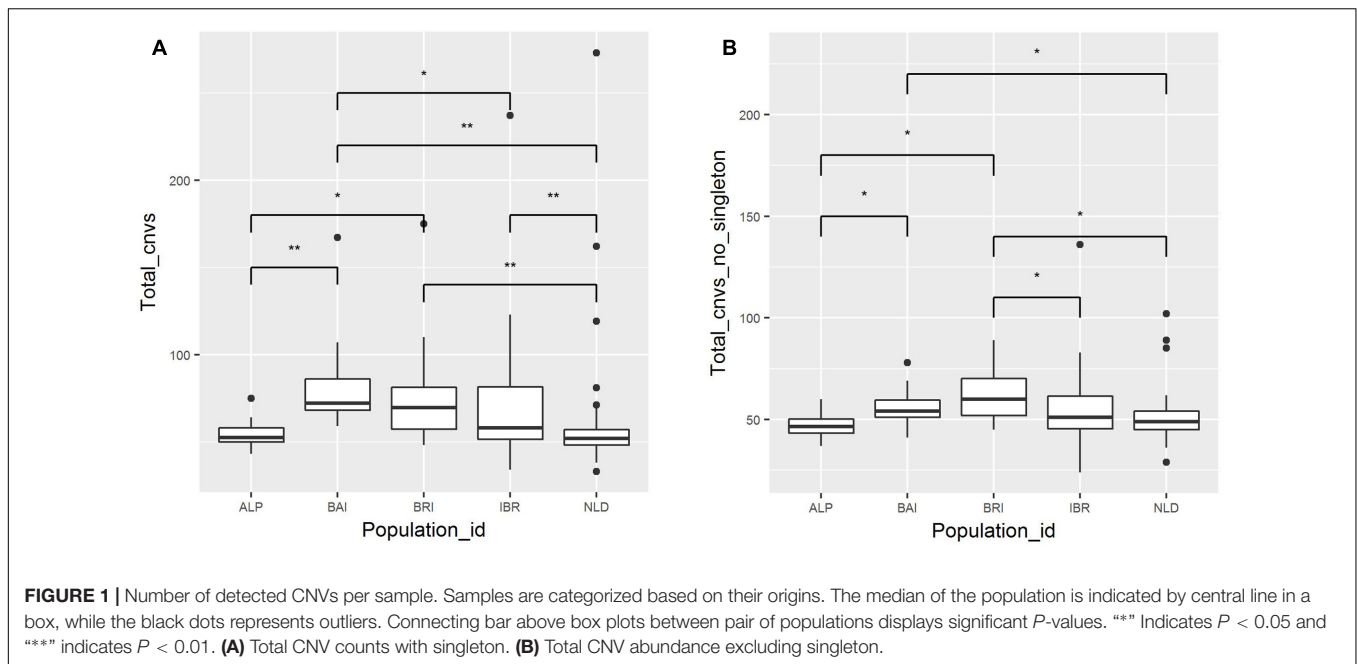 A
*
**
*
**
**
**
200
100
Total_cnvs
ALP BAI BRI IBR NLD
Population_id
B
*
*
*
*
*
200
150
100
50
Total_cnvs_no_singleton
ALP BAI BRI IBR NLD
Population_id
FIGURE 1 | Number of detected CNVs per sample. Samples are categorized based on their origins. The median of the population is indicated by central line in a
box, while the black dots represents outliers. Connecting bar above box plots between pair of populations displays significant P-values. “*” Indicates P < 0.05 and
“**” indicates P < 0.01. (A) Total CNV counts with singleton. (B) Total CNV abundance excluding singleton.